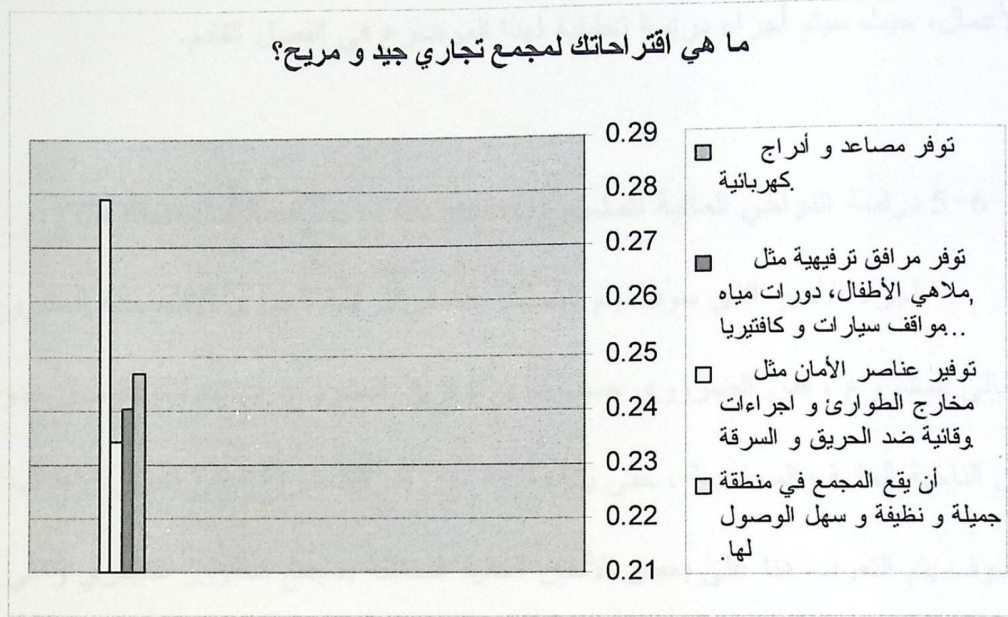 ما هي اقتراحاتك لمجمع تجاري جيد و مريح؟
0.29
0.28
0.27
0.26
0.25
0.24
0.23
0.22
0.21
توفر مصاعد و أدراج
كهربائية.
توفر مرافق ترفيهية مثل
ملاهي الأطفال، دورات مياه,
مواقف سيارات و كافتيريا...
توفير عناصر الأمان مثل
مخارج الطوارئ و اجراءات
وقائية ضد الحريق و السرقة
أن يقع المجمع في منطقة
جميلة و نظيفة و سهل الوصول
لها.